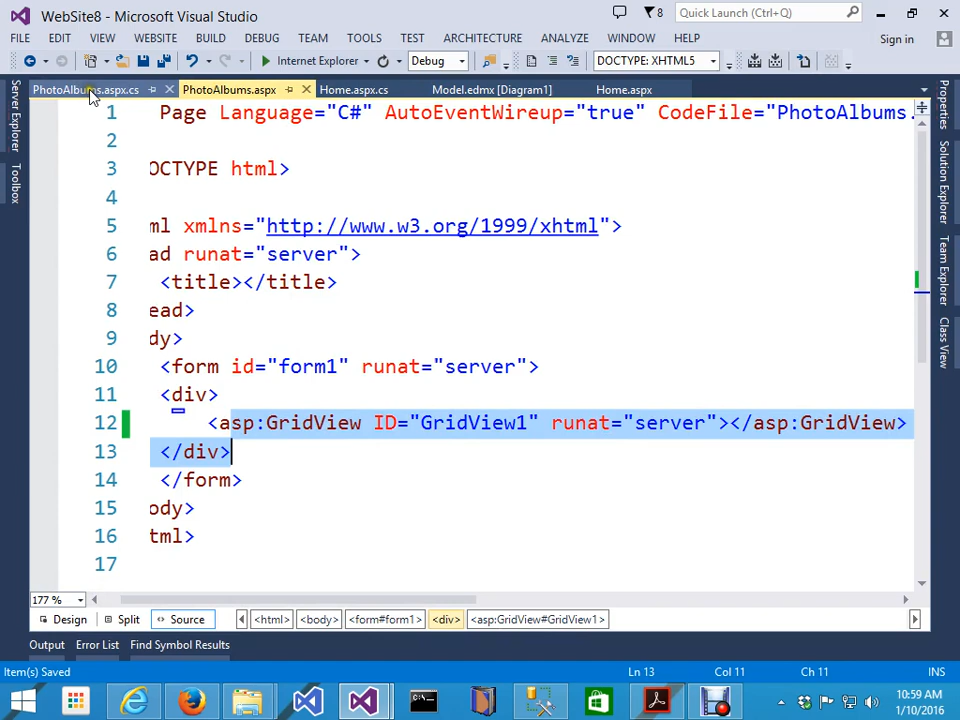 WebSite8 - Microsoft Visual Studio
8
Quick Launch (Ctrl+Q)
FILE EDIT VIEW WEBSITE BUILD DEBUG TEAM TOOLS TEST ARCHITECTURE ANALYZE WINDOW HELP
Sign in
Internet Explorer
Debug
DOCTYPE: XHTML5
PhotoAlbums.aspx.cs PhotoAlbums.aspx Home.aspx.cs Model.edmx [Diagram1] Home.aspx
Server Explorer
Toolbox
1 Page Language="C#" AutoEventWireup="true" CodeFile="PhotoAlbums.
2
3 OCTYPE html>
4
5 ml xmlns="http://www.w3.org/1999/xhtml">
6 ead runat="server">
7 <title></title>
8 ead>
9 dy>
10 <form id="form1" runat="server">
11 <div>
12 <asp:GridView ID="GridView1" runat="server"></asp:GridView>
13 </div>
14 </form>
15 ody>
16 tml>
17
Properties
Solution Explorer
Team Explorer
Class View
177 %
Design Split Source <html> <body> <form#form1> <div> <asp:GridView#GridView1>
Output Error List Find Symbol Results
Item(s) Saved Ln 13 Col 11 Ch 11 INS
10:59 AM
1/10/2016